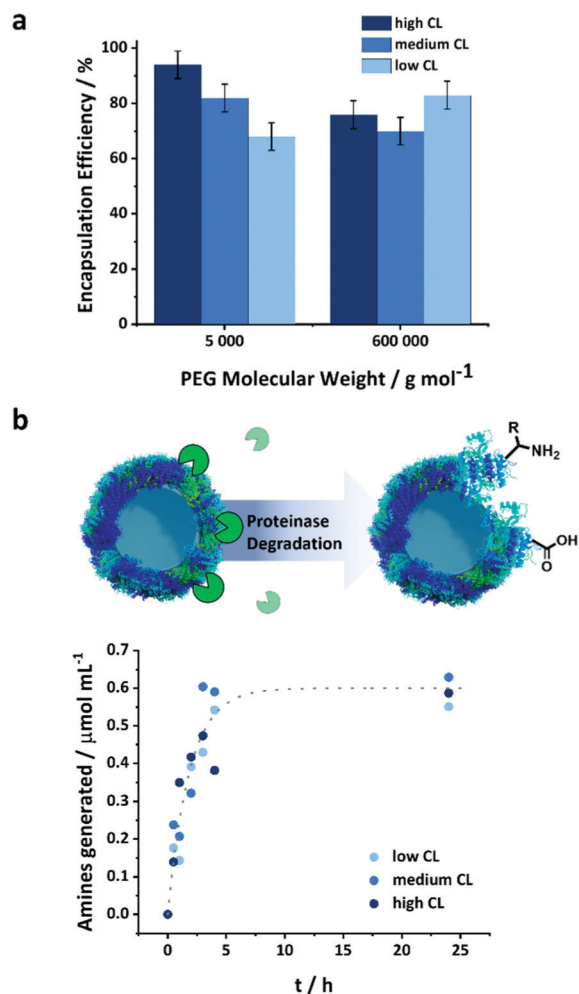 a
high CL
medium CL
low CL
100
80
60
40
20
0
Encapsulation Efficiency / %
5 000
600 000
PEG Molecular Weight / g mol⁻¹
b
R
NH₂
Proteinase
Degradation
OH
O
0.7
0.6
0.5
0.4
0.3
0.2
0.1
0.0
Amines generated / μmol mL⁻¹
low CL
medium CL
high CL
0
5
10
15
20
25
t / h